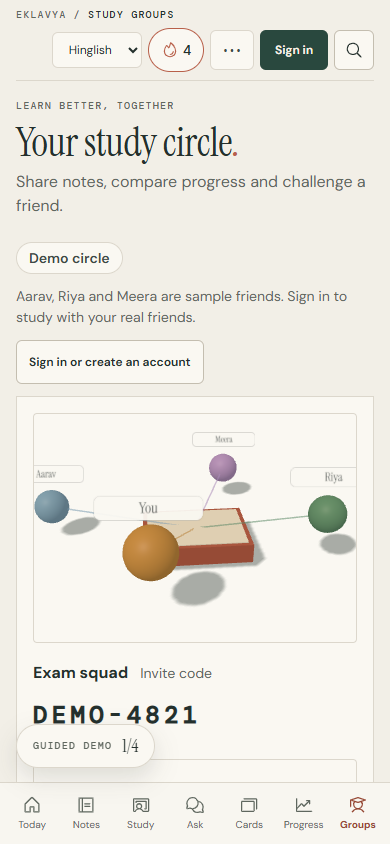 EKLAVYA / STUDY GROUPS
Hinglish
4
Sign in
LEARN BETTER, TOGETHER
Your study circle.
Share notes, compare progress and challenge a
friend.
Demo circle
Aarav, Riya and Meera are sample friends. Sign in to
study with your real friends.
Sign in or create an account
Meera
Aarav
Riya
You
Exam squad Invite code
DEMO-4821
GUIDED DEMO 1/4
Today Notes Study Ask Cards Progress Groups